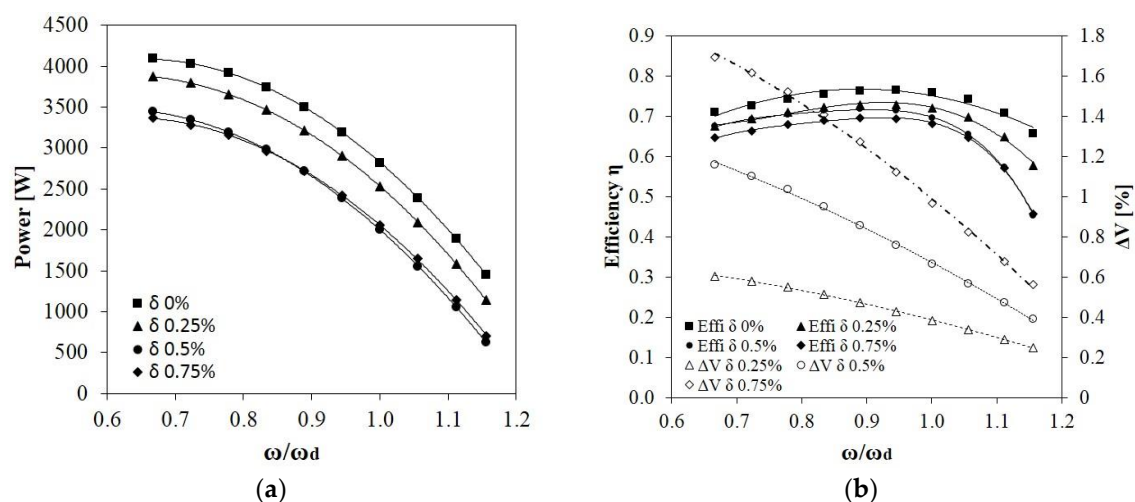 4500
4000
3500
3000
2500
2000
1500
1000
500
0
Power [W]
δ 0%
δ 0.25%
δ 0.5%
δ 0.75%
0.6 0.7 0.8 0.9 1.0 1.1 1.2
ω/ωd
(a)
0.9
0.8
0.7
0.6
0.5
0.4
0.3
0.2
0.1
0.0
Efficiency η
Effi δ 0% Effi δ 0.25%
Effi δ 0.5% Effi δ 0.75%
ΔV δ 0.25% ΔV δ 0.5%
ΔV δ 0.75%
1.8
1.6
1.4
1.2
1
0.8
0.6
0.4
0.2
0
ΔV [%]
0.6 0.7 0.8 0.9 1.0 1.1 1.2
ω/ωd
(b)